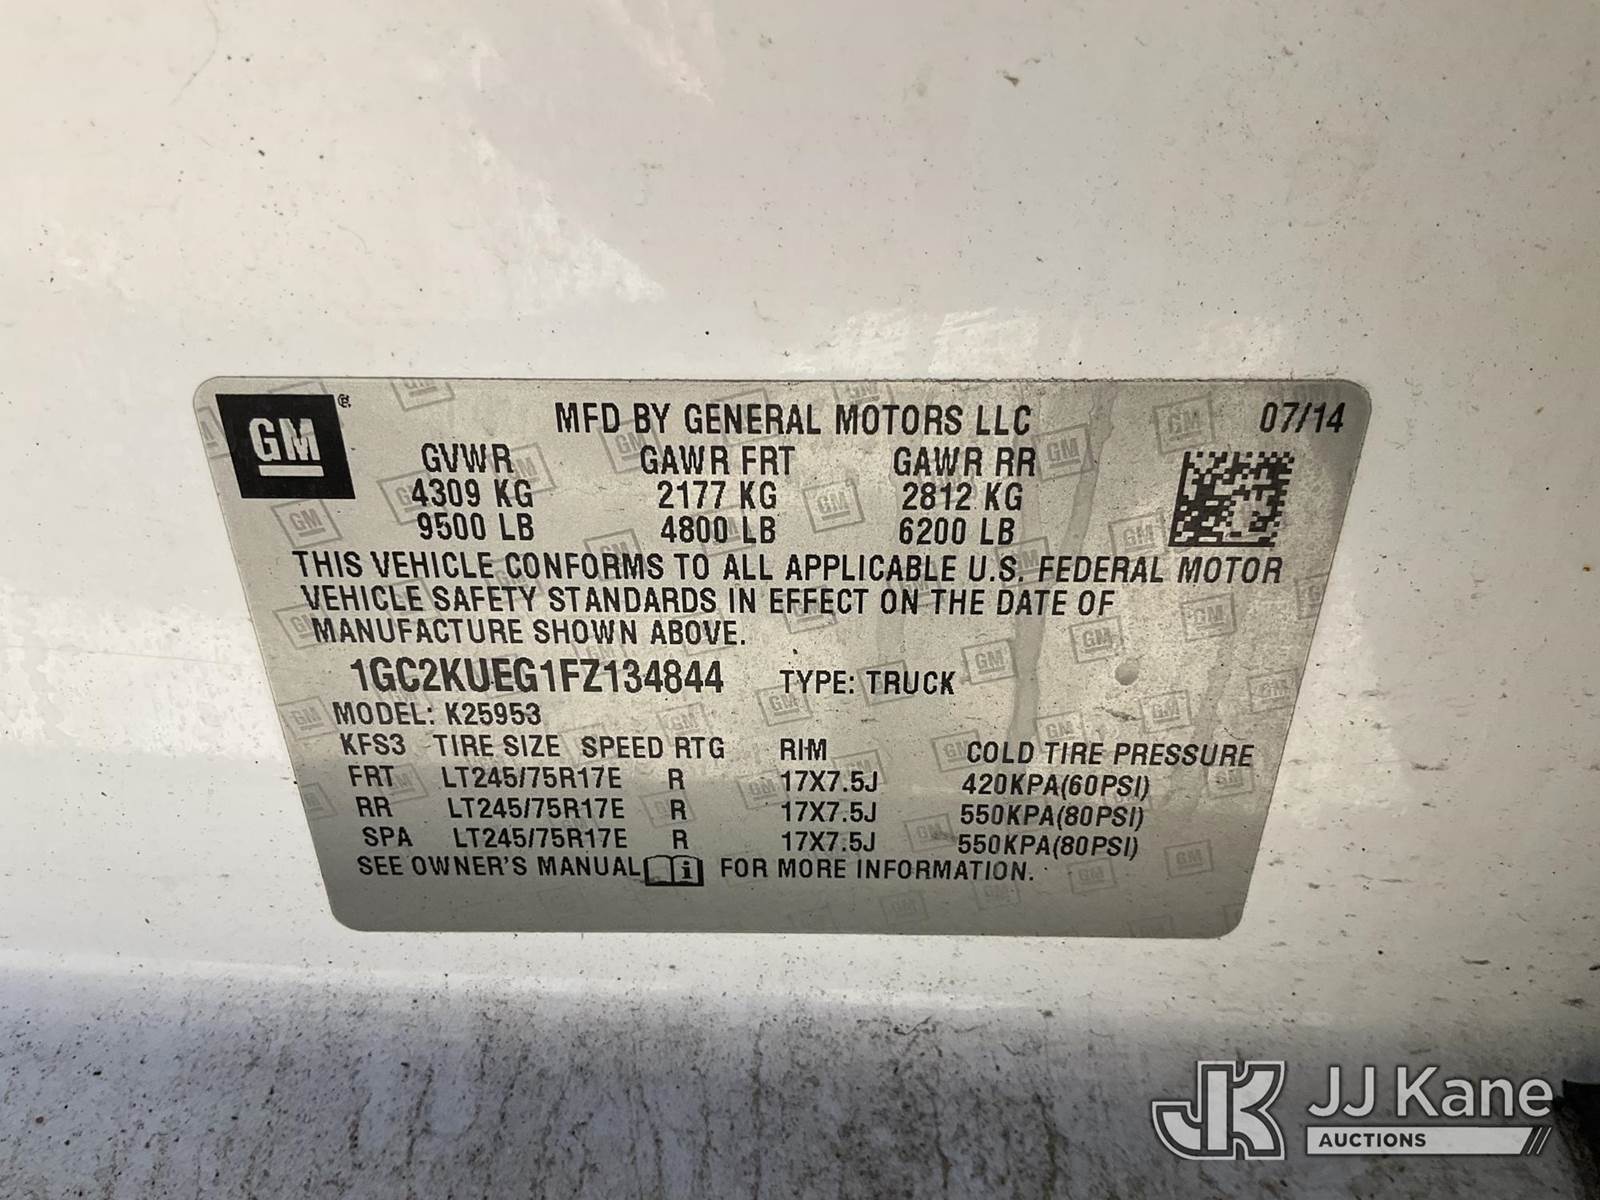 GM
MFD BY GENERAL MOTORS LLC 07/14
GVWR GAWR FRT GAWR RR
4309 KG 2177 KG 2812 KG
9500 LB 4800 LB 6200 LB
THIS VEHICLE CONFORMS TO ALL APPLICABLE U.S. FEDERAL MOTOR
VEHICLE SAFETY STANDARDS IN EFFECT ON THE DATE OF
MANUFACTURE SHOWN ABOVE.
1GC2KUEG1FZ134844 TYPE: TRUCK
MODEL: K25953
KFS3 TIRE SIZE SPEED RTG RIM COLD TIRE PRESSURE
FRT LT245/75R17E R 17X7.5J 420KPA(60PSI)
RR LT245/75R17E R 17X7.5J 550KPA(80PSI)
SPA LT245/75R17E R 17X7.5J 550KPA(80PSI)
SEE OWNER'S MANUAL i FOR MORE INFORMATION.
JK JJ Kane
AUCTIONS